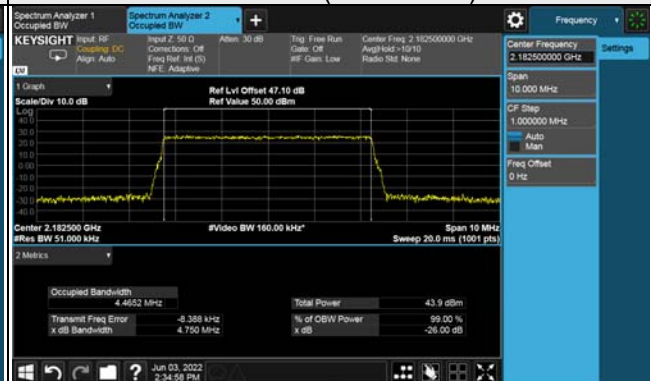 Spectrum Analyzer 1
Occupied BW
Spectrum Analyzer 2
Occupied BW
Frequency
KEYSIGHT
Input: RF
Coupling: DC
Align: Auto
Input Z: 50 Ω
Corrections: Off
Freq Ref: Int (S)
NFE: Adaptive
Atten: 30 dB
Trig: Free Run
Gate: Off
#IF Gain: Low
Center Freq: 2.182500000 GHz
Avg|Hold:>10/10
Radio Std: None
Center Frequency
2.182500000 GHz
Settings
Span
10.000 MHz
CF Step
1.000000 MHz
Auto
Man
Freq Offset
0 Hz
1 Graph
Scale/Div 10.0 dB
Ref Lvl Offset 47.10 dB
Ref Value 50.00 dBm
Log
40.0
30.0
20.0
10.0
0.00
-10.0
-20.0
-30.0
-40.0
Center 2.182500 GHz
#Res BW 51.000 kHz
#Video BW 160.00 kHz*
Span 10 MHz
Sweep 20.0 ms (1001 pts)
2 Metrics
Occupied Bandwidth
4.4652 MHz
Total Power
43.9 dBm
Transmit Freq Error
-8.388 kHz
% of OBW Power
99.00 %
x dB Bandwidth
4.750 MHz
x dB
-26.00 dB
Jun 03, 2022
2:34:58 PM